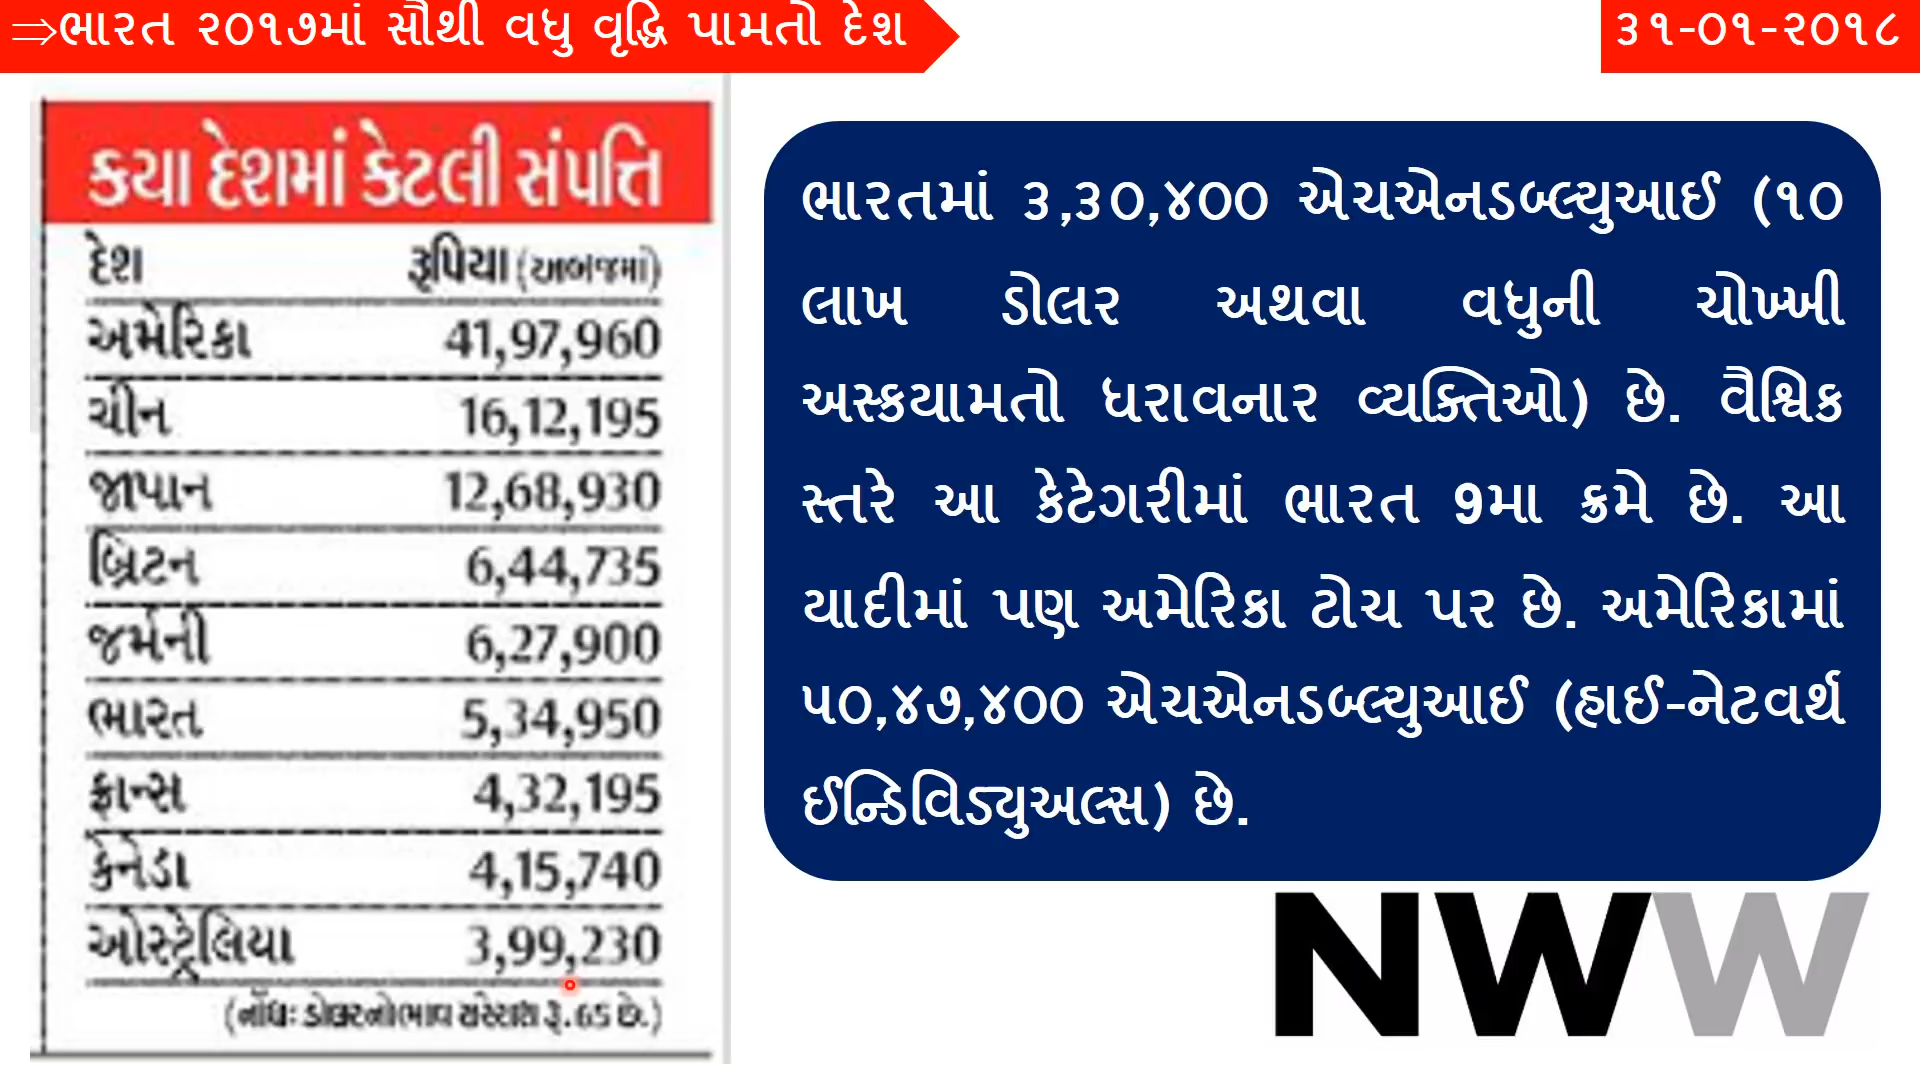 ⇒ભારત ૨૦૧૭માં સૌથી વધુ વૃદ્ધિ પામતો દેશ
૩૧-૦૧-૨૦૧૮
કયા દેશમાં કેટલી સંપત્તિ
દેશ રૂપિયા (અબજમાં)
અમેરિકા 41,97,960
ચીન 16,12,195
જાપાન 12,68,930
બ્રિટન 6,44,735
જર્મની 6,27,900
ભારત 5,34,950
ફ્રાન્સ 4,32,195
કેનેડા 4,15,740
ઓસ્ટ્રેલિયા 3,99,230
(નોંધઃ ડોલરનો ભાવ સરેરાશ રૂ.65 છે.)
ભારતમાં ૩,૩૦,૪૦૦ એચએનડબ્લ્યુઆઈ (૧૦
લાખ ડોલર અથવા વધુની ચોખ્ખી
અસ્ક્યામતો ધરાવનાર વ્યક્તિઓ) છે. વૈશ્વિક
સ્તરે આ કેટેગરીમાં ભારત 9મા ક્રમે છે. આ
યાદીમાં પણ અમેરિકા ટોચ પર છે. અમેરિકામાં
૫૦,૪૭,૪૦૦ એચએનડબ્લ્યુઆઈ (હાઈ-નેટવર્થ
ઈન્ડિવિડ્યુઅલ્સ) છે.
NWW